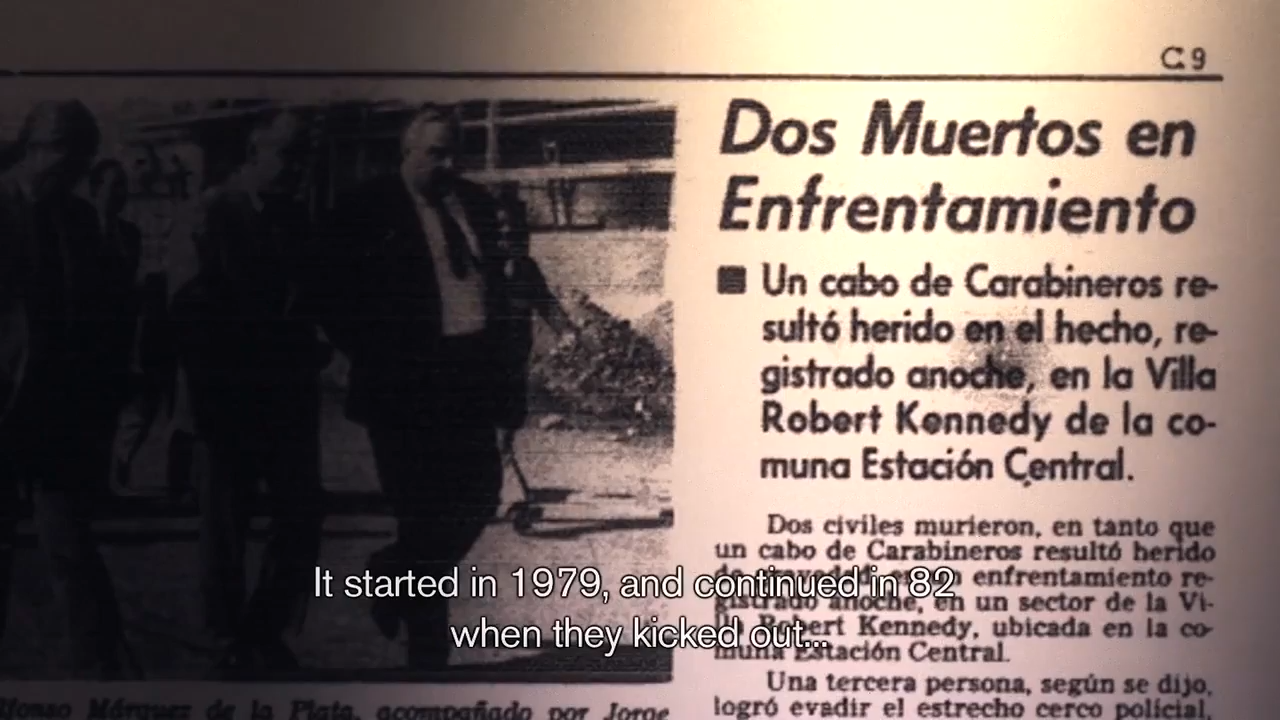 C 9
Dos Muertos en
Enfrentamiento
Un cabo de Carabineros re-
sultó herido en el hecho, re-
gistrado anoche, en la Villa
Robert Kennedy de la co-
muna Estación Central.
Dos civiles murieron, en tanto que
un cabo de Carabineros resultó herido
enfrentamiento re-
gistrado anoche, en un sector de la Vi-
Robert Kennedy, ubicada en la co-
muna Estación Central.
Una tercera persona, según se dijo,
logró evadir el estrecho cerco policial,
Márquez de la Plata, acompañado por Jorge
It started in 1979, and continued in 82
when they kicked out...